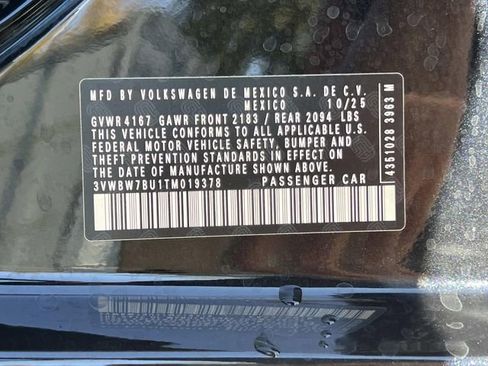 MFD BY VOLKSWAGEN DE MEXICO S.A. DE C.V.
MEXICO 10/25
GVWR 4167 GAWR FRONT 2183 / REAR 2094 LBS
THIS VEHICLE CONFORMS TO ALL APPLICABLE U.S.
FEDERAL MOTOR VEHICLE SAFETY, BUMPER AND
THEFT PREVENTION STANDARDS IN EFFECT ON
THE DATE OF MANUFACTURE SHOWN ABOVE.
3VWBW7BU1TM019378 PASSENGER CAR
4351028 3963 M